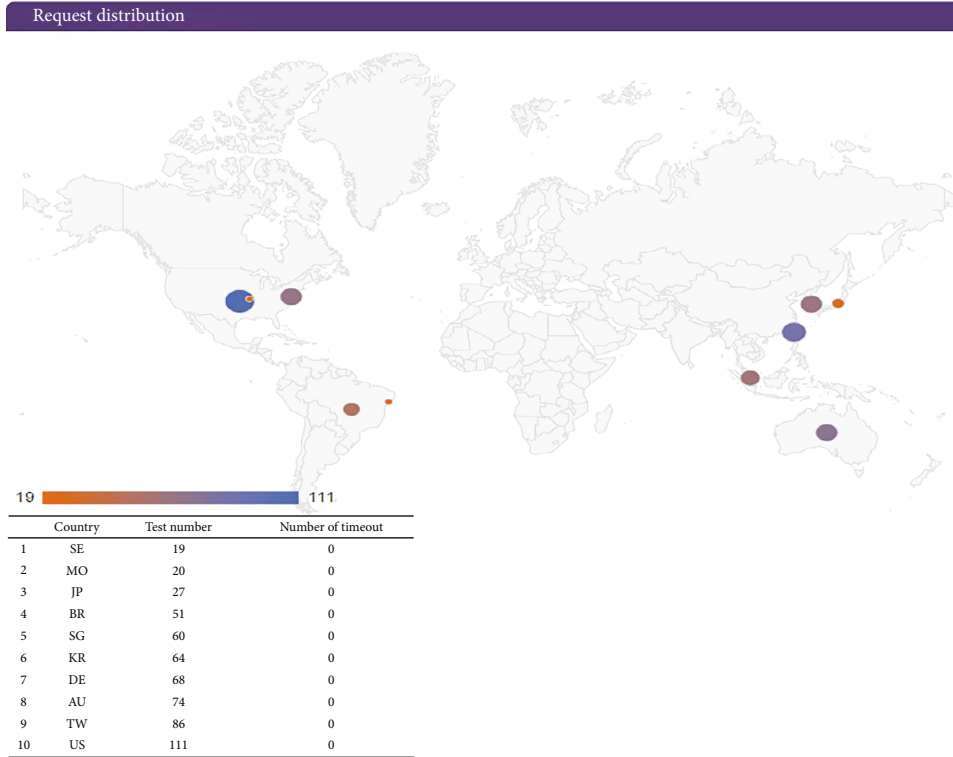 Request distribution
19 111
Country Test number Number of timeout
1 SE 19 0
2 MO 20 0
3 JP 27 0
4 BR 51 0
5 SG 60 0
6 KR 64 0
7 DE 68 0
8 AU 74 0
9 TW 86 0
10 US 111 0